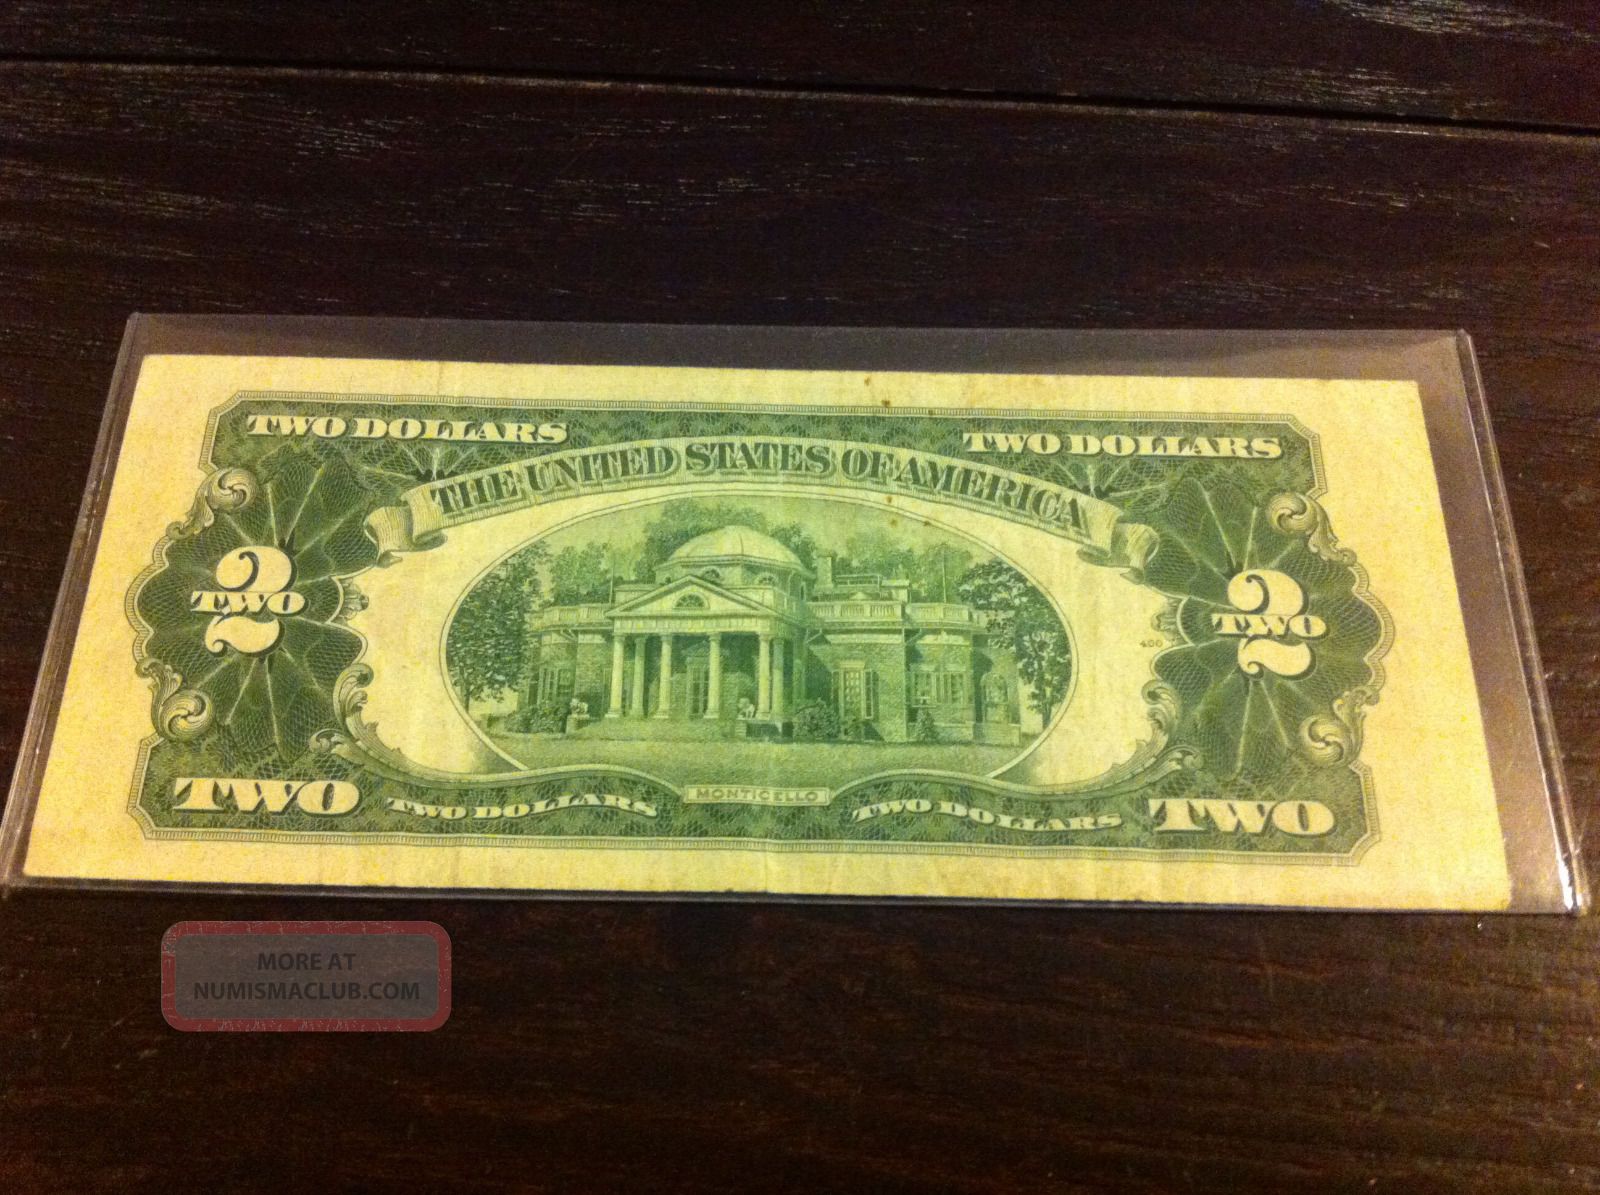 TWO DOLLARS TWO DOLLARS
THE UNITED STATES OF AMERICA
2 2
TWO TWO
400
MONTICELLO
TWO TWO DOLLARS TWO DOLLARS TWO
MORE AT
NUMISMACLUB.COM